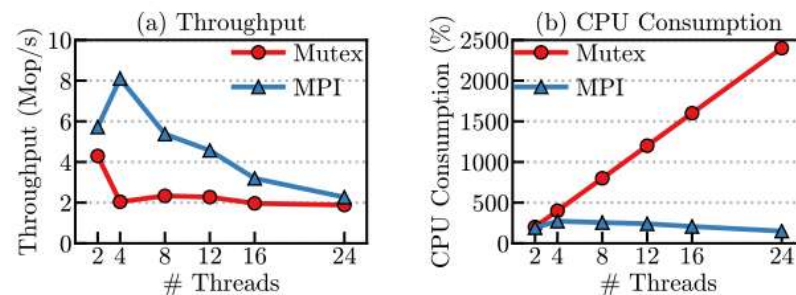 (a) Throughput
Throughput (Mop/s)
10
8
6
4
2
0
Mutex
MPI
2 4 8 12 16 24
# Threads
(b) CPU Consumption
CPU Consumption (%)
2500
2000
1500
1000
500
0
Mutex
MPI
2 4 8 12 16 24
# Threads